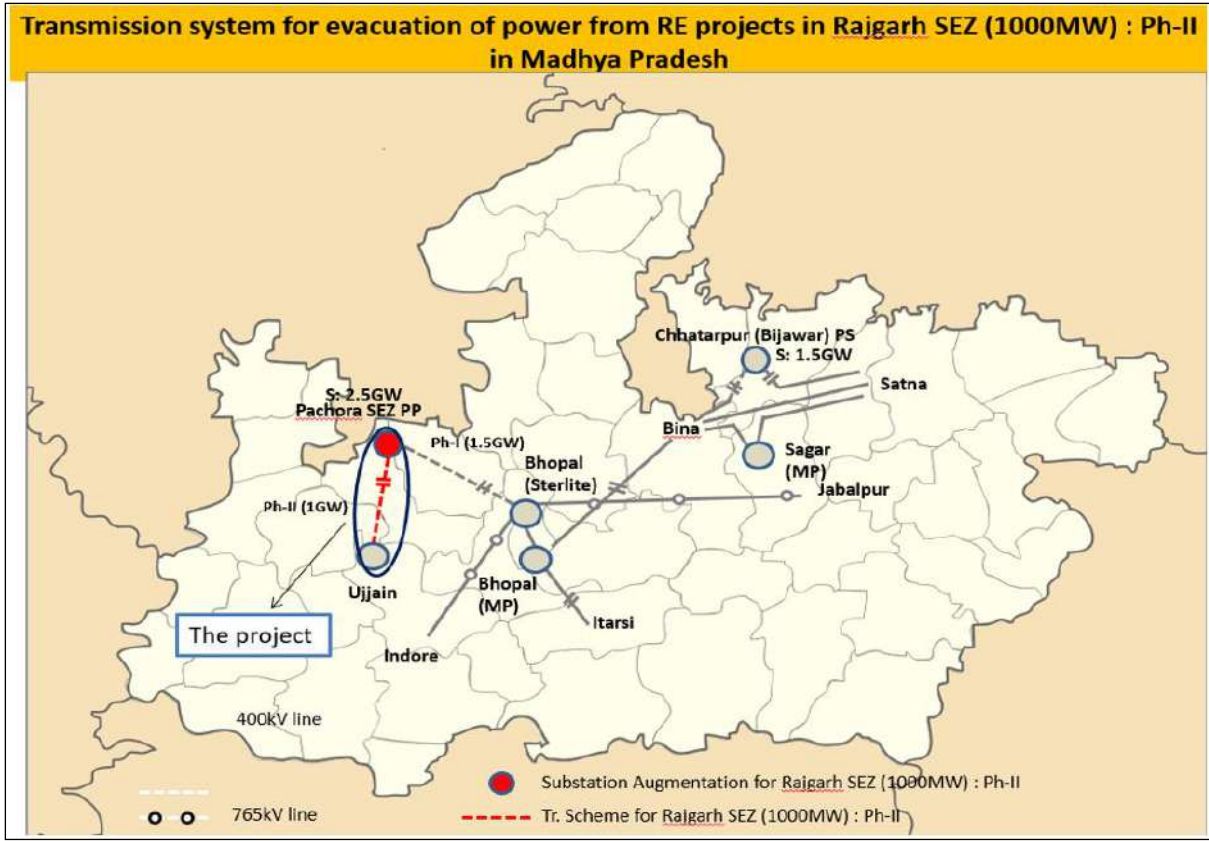 Transmission system for evacuation of power from RE projects in Rajgarh SEZ (1000MW) : Ph-II
in Madhya Pradesh
Chhatarpur (Bijawar) PS
S: 1.5GW
Satna
S: 2.5GW
Pachora SEZ PP
Bina
Ph-I (1.5GW)
Sagar
(MP)
Bhopal
(Sterlite)
Jabalpur
Ph-II (1GW)
Ujjain
Bhopal
(MP)
Itarsi
The project
Indore
400kV line
Substation Augmentation for Rajgarh SEZ (1000MW) : Ph-II
765kV line
Tr. Scheme for Rajgarh SEZ (1000MW) : Ph-II